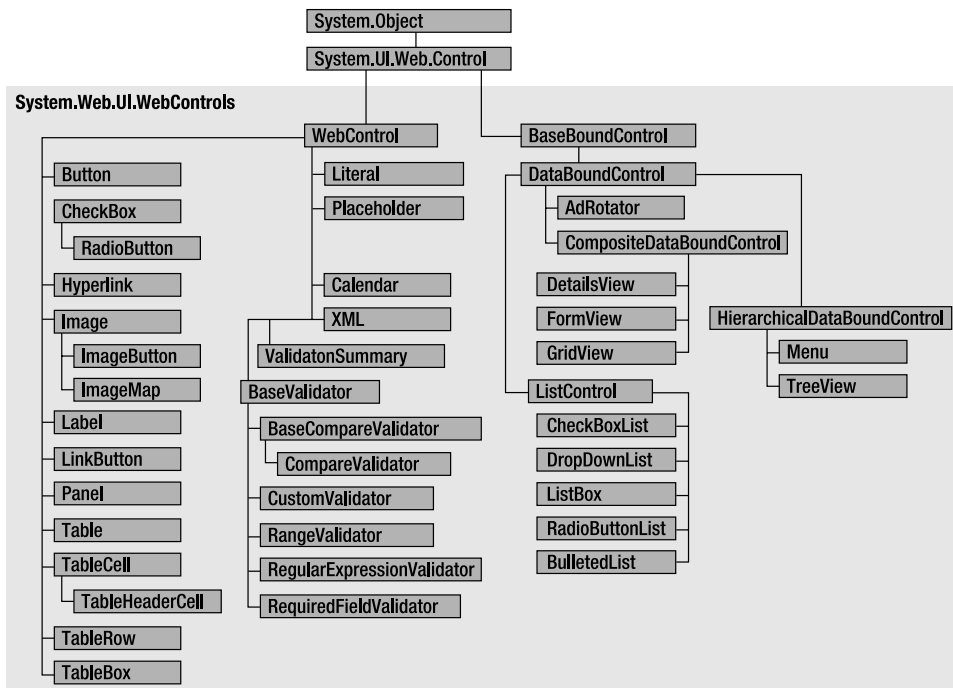 System.Object
System.UI.Web.Control
System.Web.UI.WebControls
WebControl
Button
CheckBox
RadioButton
Hyperlink
Image
ImageButton
ImageMap
Label
LinkButton
Panel
Table
TableCell
TableHeaderCell
TableRow
TableBox
Literal
Placeholder
Calendar
XML
ValidatonSummary
BaseValidator
BaseCompareValidator
CompareValidator
CustomValidator
RangeValidator
RegularExpressionValidator
RequiredFieldValidator
BaseBoundControl
DataBoundControl
AdRotator
CompositeDataBoundControl
DetailsView
FormView
GridView
ListControl
CheckBoxList
DropDownList
ListBox
RadioButtonList
BulletedList
HierarchicalDataBoundControl
Menu
TreeView